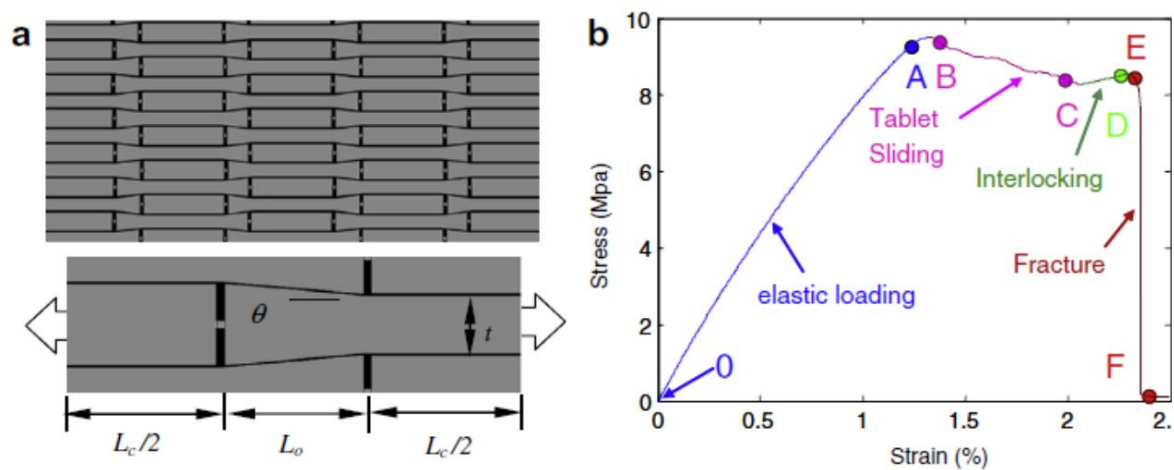 a
θ
t
L_c/2
L_o
L_c/2
b
10
8
6
4
2
0
Stress (Mpa)
A
B
C
D
E
F
0
Tablet
Sliding
Interlocking
Fracture
elastic loading
0
0.5
1
1.5
2
2.
Strain (%)